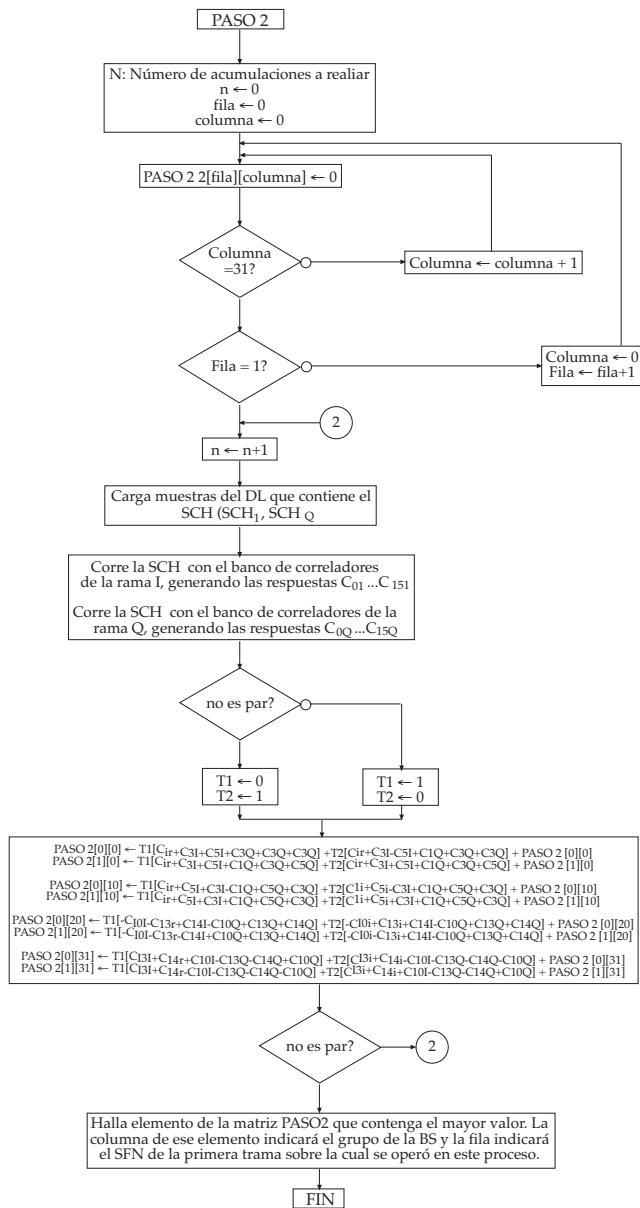 PASO 2
N: Número de acumulaciones a realiar
n ← 0
fila ← 0
columna ← 0
PASO 2 2[fila][columna] ← 0
Columna
=31?
Columna ← columna + 1
Fila = 1?
Columna ← 0
Fila ← fila+1
2
n ← n+1
Carga muestras del DL que contiene el
SCH (SCH1, SCH Q
Corre la SCH con el banco de correladores
de la rama I, generando las respuestas C01 ...C 151
Corre la SCH con el banco de correladores de la
rama Q, generando las respuestas C0Q ...C15Q
no es par?
T1 ← 0
T2 ← 1
T1 ← 1
T2 ← 0
PASO 2[0][0] ← T1[Cir+C3I+C5I+C3Q+C3Q+C3Q] +T2[Cir+C3I-C5I+C1Q+C3Q+C3Q] + PASO 2 [0][0]
PASO 2[1][0] ← T1[Cir+C3I+C5I+C1Q+C3Q+C5Q] +T2[Cir+C3I+C5I+C1Q+C3Q+C5Q] + PASO 2 [1][0]
PASO 2[0][10] ← T1[Cir+C5I+C3I-C1Q+C5Q+C3Q] +T2[C1i+C5i-C3I+C1Q+C5Q+C3Q] + PASO 2 [0][10]
PASO 2[1][10] ← T1[Cir+C5I+C3I+C1Q+C5Q+C3Q] +T2[C1i+C5i+C3I+C1Q+C5Q+C3Q] + PASO 2 [1][10]
PASO 2[0][20] ← T1[-CI0I-C13r+C14I-C10Q+C13Q+C14Q] +T2[-CI0i+C13i+C14I-C10Q+C13Q+C14Q] + PASO 2 [0][20]
PASO 2[1][20] ← T1[-CI0I-C13r-C14I+C10Q+C13Q+C14Q] +T2[-CI0i-C13i+C14I-C10Q+C13Q+C14Q] + PASO 2 [1][20]
PASO 2[0][31] ← T1[CI3I+C14r+C10I-C13Q-C14Q+C10Q] +T2[CI3i+C14i-C10I-C13Q-C14Q-C10Q] + PASO 2 [0][31]
PASO 2[1][31] ← T1[CI3I+C14r-C10I-C13Q-C14Q-C10Q] +T2[CI3i+C14i+C10I-C13Q-C14Q+C10Q] + PASO 2 [1][31]
no es par?
2
Halla elemento de la matriz PASO2 que contenga el mayor valor. La
columna de ese elemento indicará el grupo de la BS y la fila indicará
el SFN de la primera trama sobre la cual se operó en este proceso.
FIN